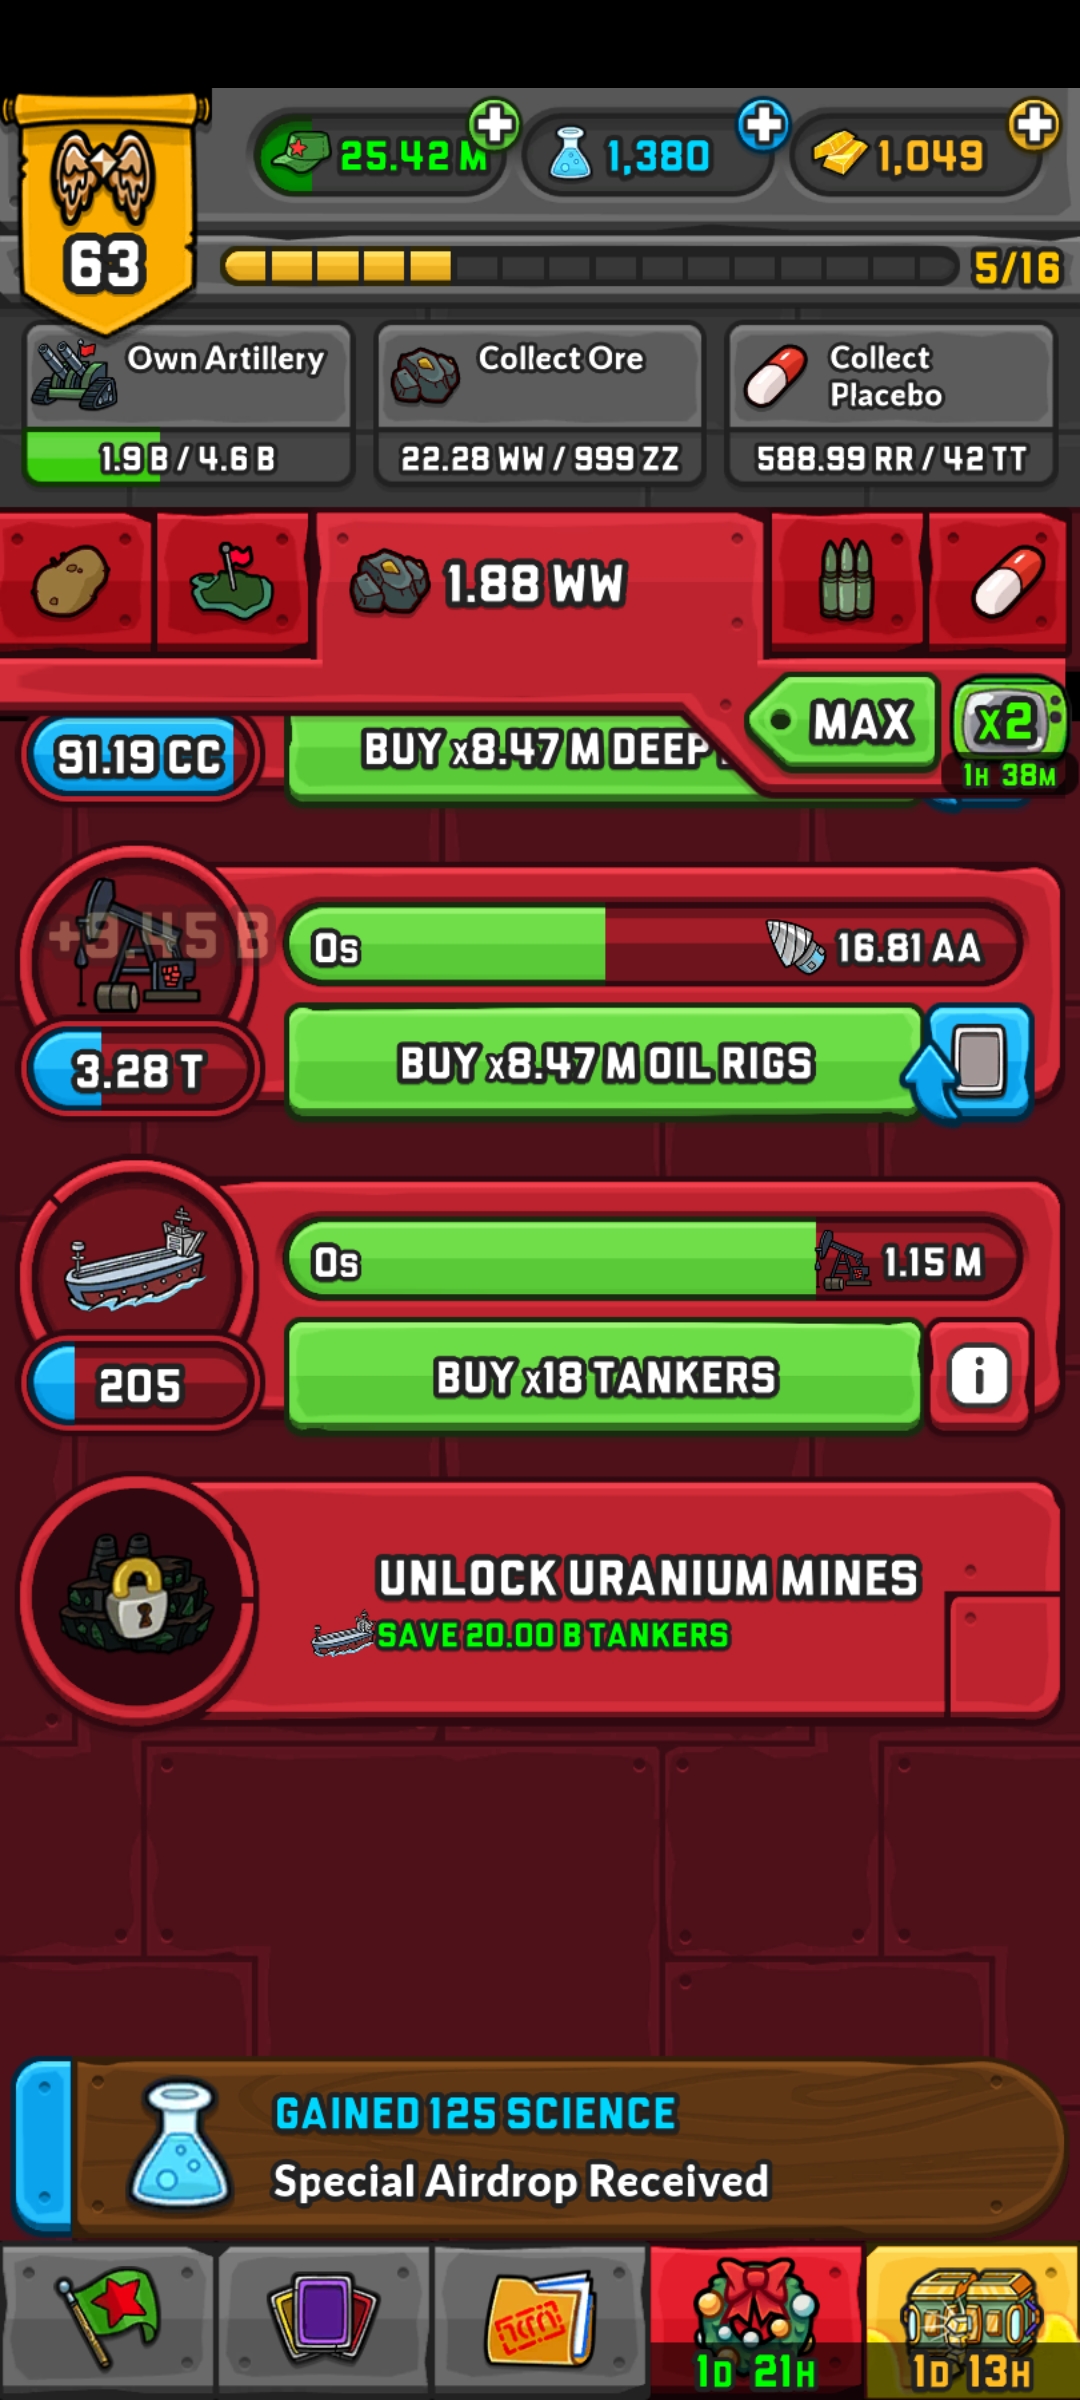 25.42 M
1,380
1,049
63
5/16
Own Artillery
1.9 B / 4.6 B
Collect Ore
22.28 WW / 999 ZZ
Collect
Placebo
588.99 RR / 42 TT
1.88 WW
MAX
x2
1H 38M
91.19 CC
BUY x8.47 M DEEP
+9.45 B
0s
16.81 AA
3.28 T
BUY x8.47 M OIL RIGS
0s
1.15 M
205
BUY x18 TANKERS
i
UNLOCK URANIUM MINES
SAVE 20.00 B TANKERS
GAINED 125 SCIENCE
Special Airdrop Received
1D 21H
1D 13H